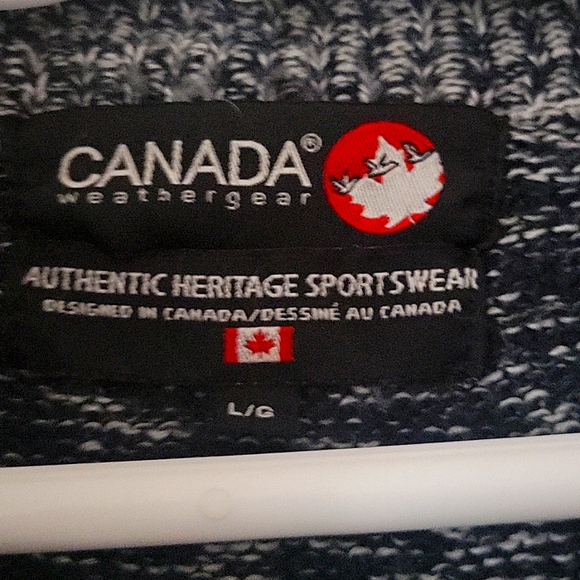 CANADA®
weathergear
AUTHENTIC HERITAGE SPORTSWEAR
DESIGNED IN CANADA/DESSINÉ AU CANADA
L/G